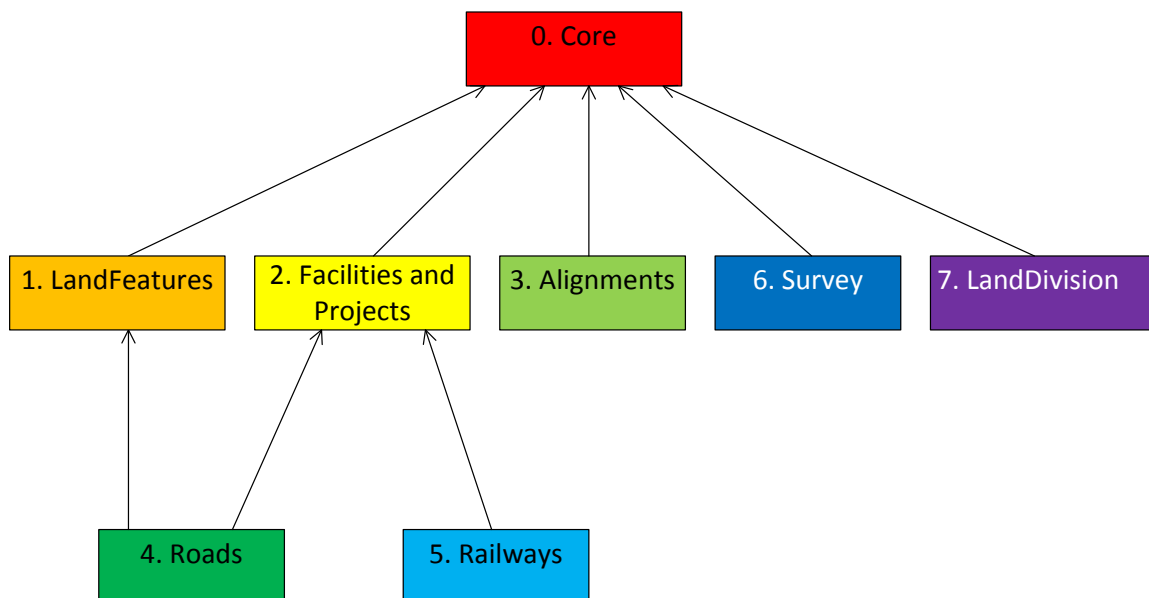 0. Core
1. LandFeatures
2. Facilities and
Projects
3. Alignments
6. Survey
7. LandDivision
4. Roads
5. Railways